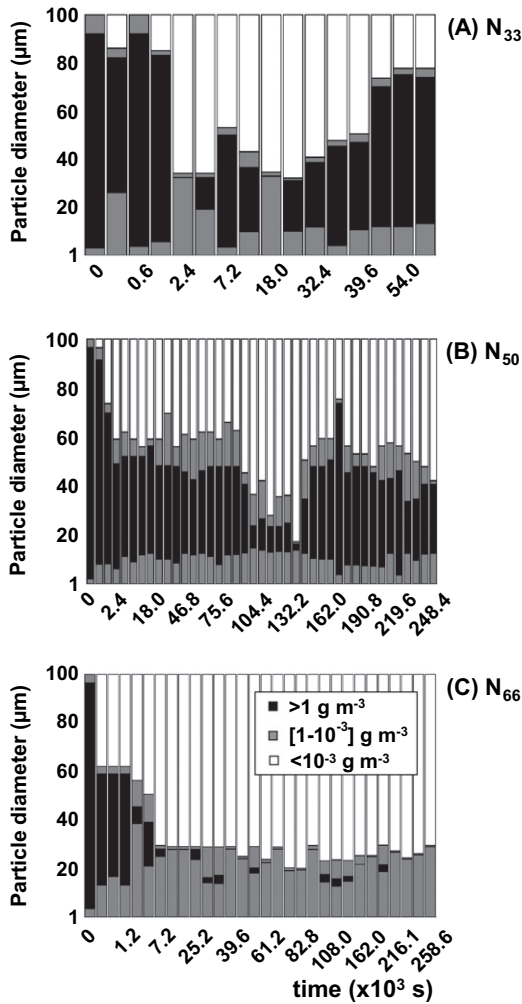 (A) N33
Particle diameter (µm)
100
80
60
40
20
1
0 0.6 2.4 7.2 18.0 32.4 39.6 54.0
(B) N50
Particle diameter (µm)
100
80
60
40
20
1
0 2.4 18.0 46.8 75.6 104.4 132.2 162.0 190.8 219.6 248.4
(C) N66
Particle diameter (µm)
100
80
60
40
20
1
>1 g m-3
[1-10-3] g m-3
<10-3 g m-3
0 1.2 7.2 25.2 39.6 61.2 82.8 108.0 162.0 216.1 258.6
time (x10³ s)